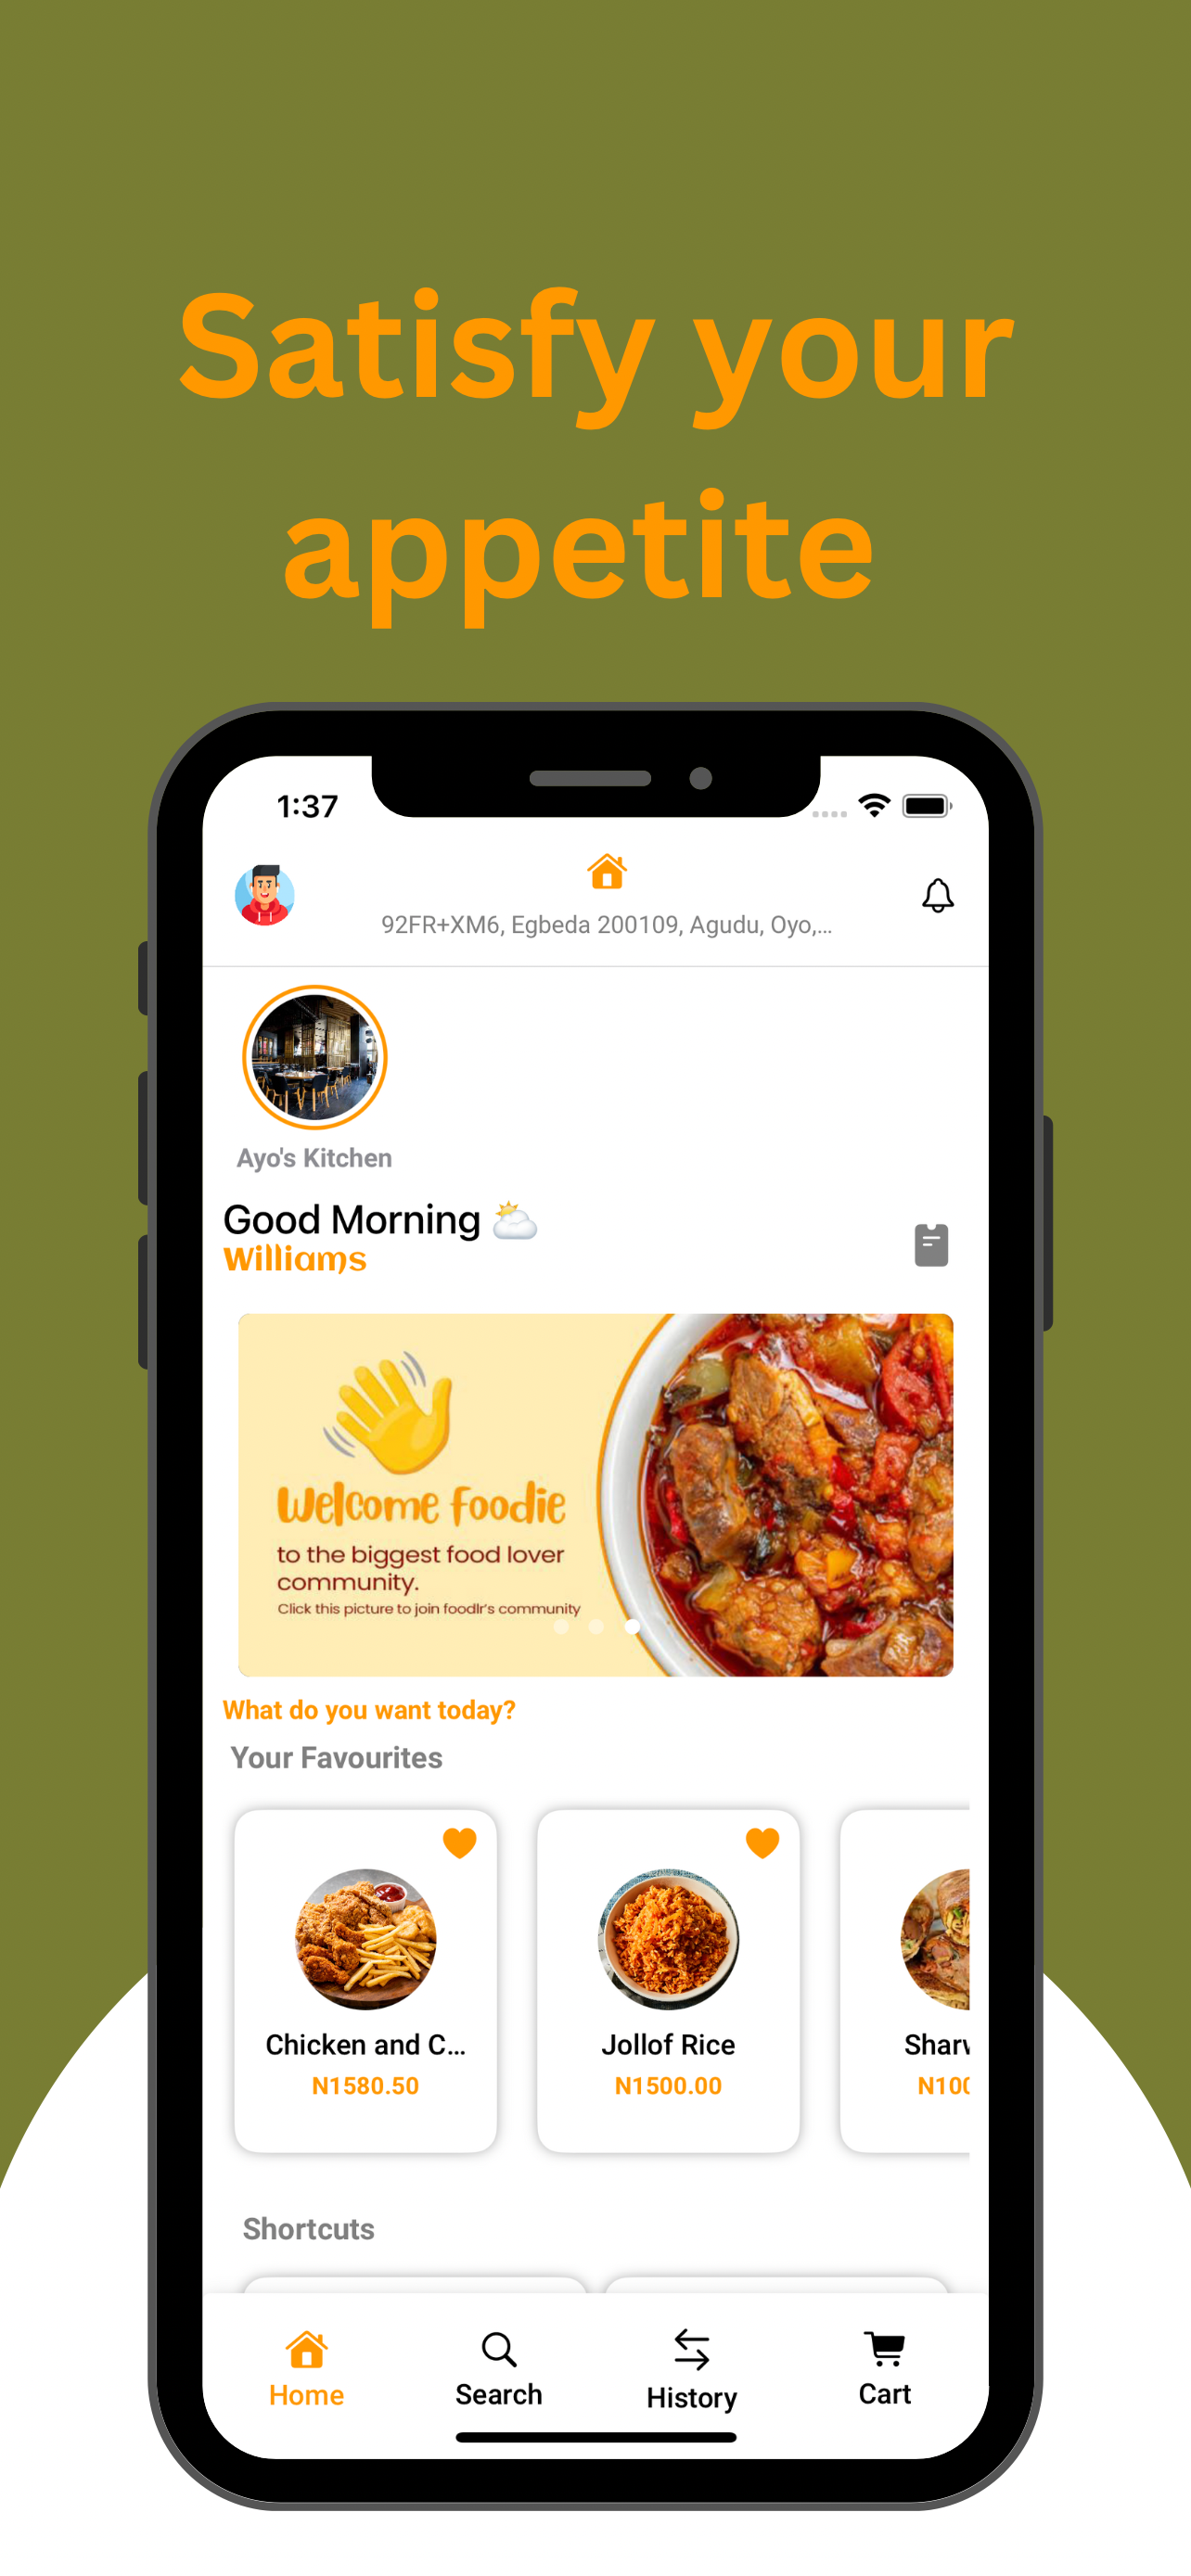 Satisfy your
appetite
1:37
92FR+XM6, Egbeda 200109, Agudu, Oyo,...
Ayo's Kitchen
Good Morning
Williams
Welcome Foodie
to the biggest food lover
community.
Click this picture to join foodlr's community
What do you want today?
Your Favourites
Chicken and C...
Jollof Rice
Sharw
N1580.50
N1500.00
N100
Shortcuts
Home
Search
History
Cart